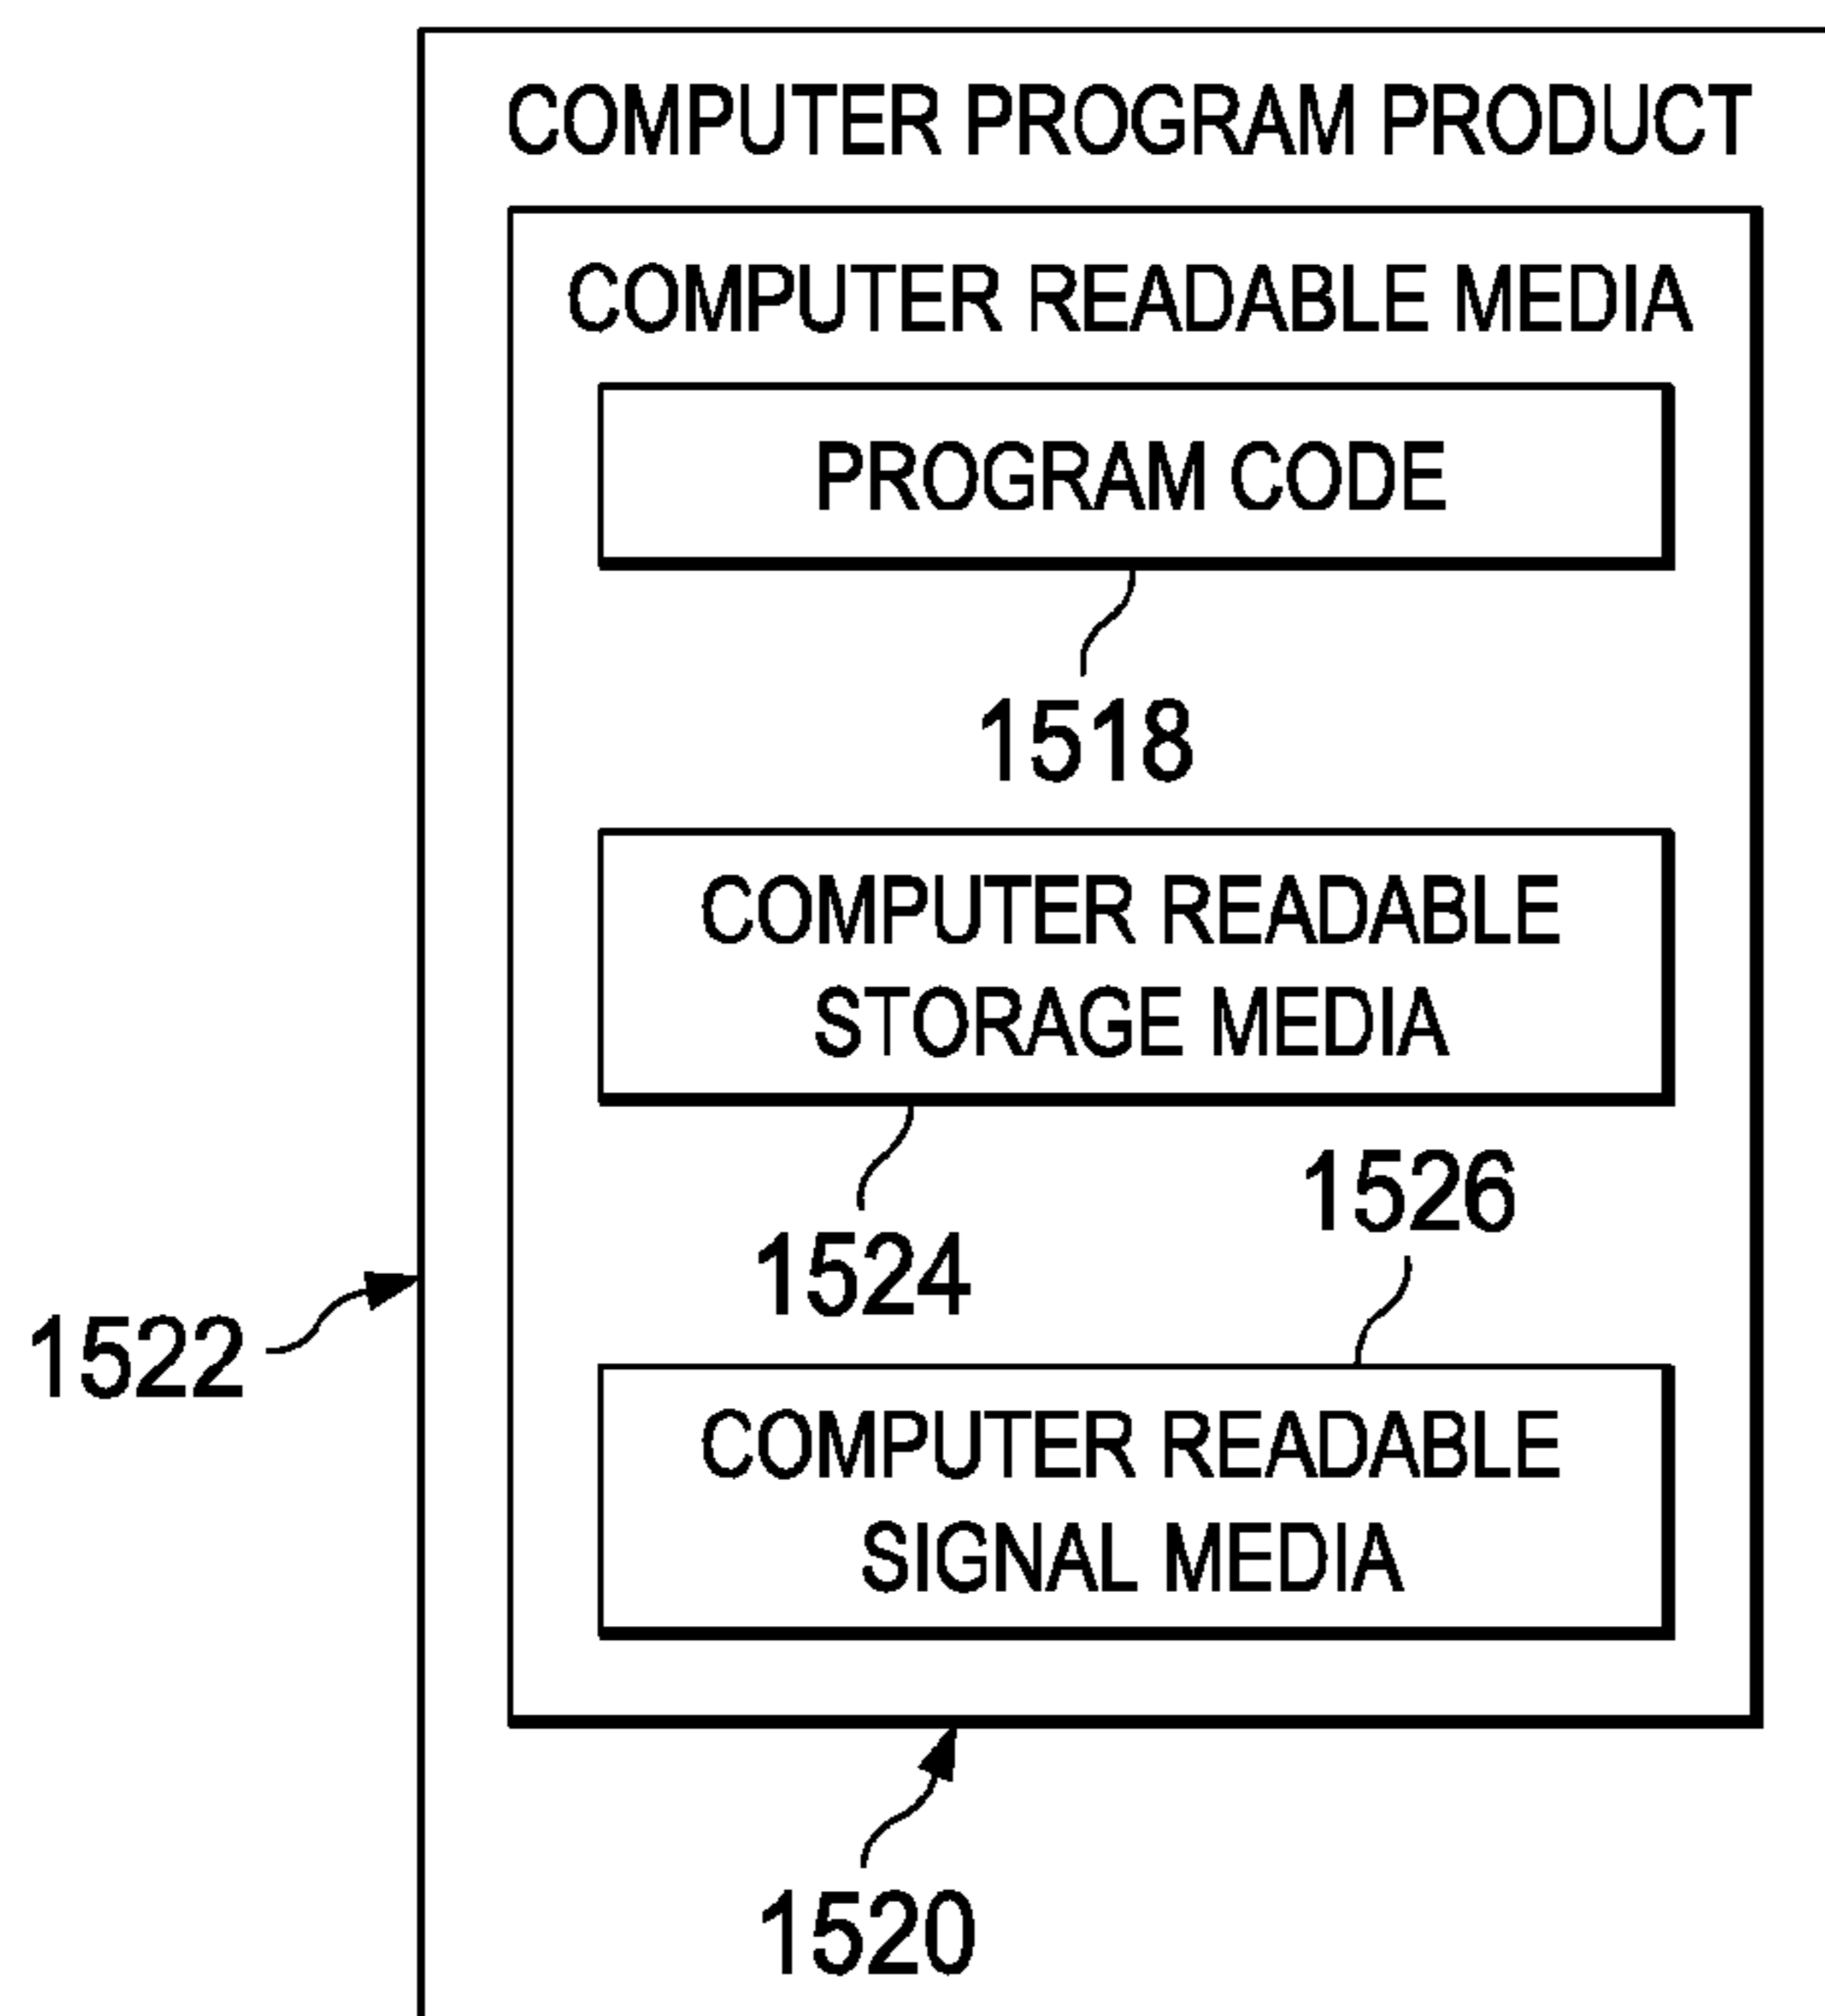 COMPUTER PROGRAM PRODUCT
COMPUTER READABLE MEDIA
PROGRAM CODE
1518
COMPUTER READABLE
STORAGE MEDIA
1526
1524
1522
COMPUTER READABLE
SIGNAL MEDIA
1520